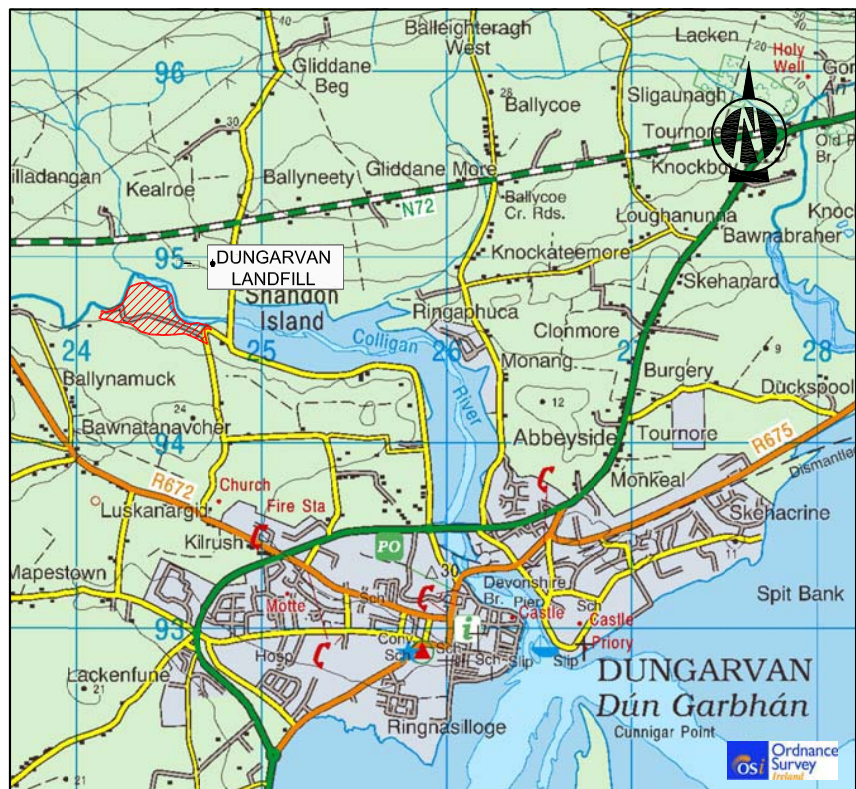 Balleighteragh
West
Lacken
Holy
Well
Gliddane
Beg
96
Ballycoe
Sligaunagh
Tournore
N
Kealroe
Ballyneety
Gliddane More
Old
Br.
N72
Ballycoe
Cr. Rds.
Loughanunna
Bawnabraher
95
DUNGARVAN
LANDFILL
Knockateemore
Shandon
Island
Ringaphuca
Skehanard
Clonmore
Colligan
River
24
25
26
28
Monang
Burgery
Ballynamuck
Duckspool
Bawnatanavoher
94
Abbeyside
Tournore
R675
R672
Church
Fire Sta
Monkeal
Luskanargid
Skehacrine
Kilrush
PO
30
Mapestown
Devonshire
Br.
Pier
Spit Bank
Motte
Sch
Castle
Sch
Castle
93
Priory
Conv
Sch
Sch
i
Lackenfune
Hosp
Sch
Slip
Slip
DUNGARVAN
Dún Garbhán
Ringnasilloge
Cunnigar Point
osi Ordnance
Survey
Ireland